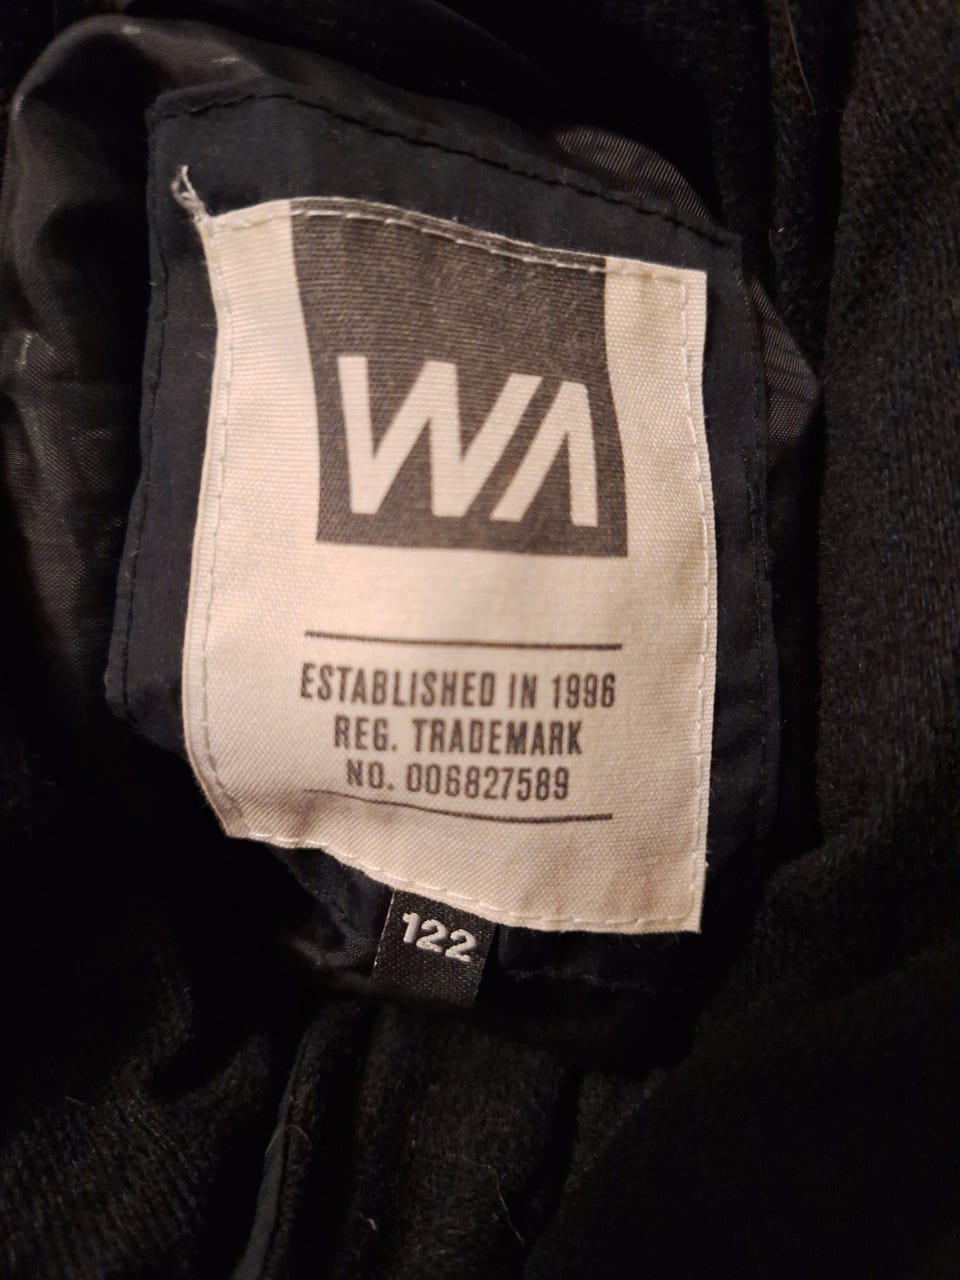 WA
ESTABLISHED IN 1996
REG. TRADEMARK
NO. 006827589
122